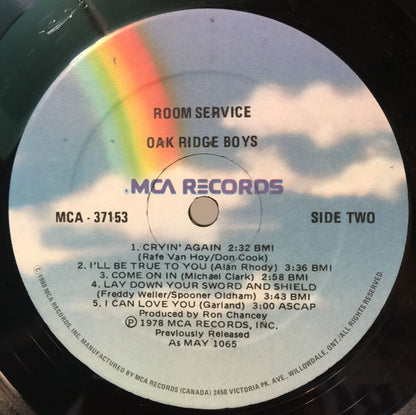 ROOM SERVICE
OAK RIDGE BOYS
MCA RECORDS
MCA - 37153
SIDE TWO
1. CRYIN' AGAIN 2:32 BMI
(Rafe Van Hoy/Don Cook)
2. I'LL BE TRUE TO YOU (Alan Rhody) 3:36 BMI
3. COME ON IN (Michael Clark) 2:58 BMI
4. LAY DOWN YOUR SWORD AND SHIELD
(Freddy Weller/Spooner Oldham) 3:43 BMI
5. I CAN LOVE YOU (Garland) 3:00 ASCAP
Produced by Ron Chancey
Ⓟ 1978 MCA RECORDS, INC.
Previously Released
As MAY 1065
©1980 MCA RECORDS, INC. MANUFACTURED BY MCA RECORDS (CANADA) 2450 VICTORIA PK. AVE., WILLOWDALE, ONT./ALL RIGHTS RESERVED.